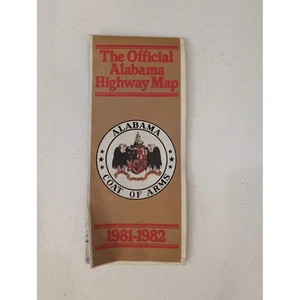 The Official
Alabama
Highway Map
ALABAMA
COAT OF ARMS
1981-1982